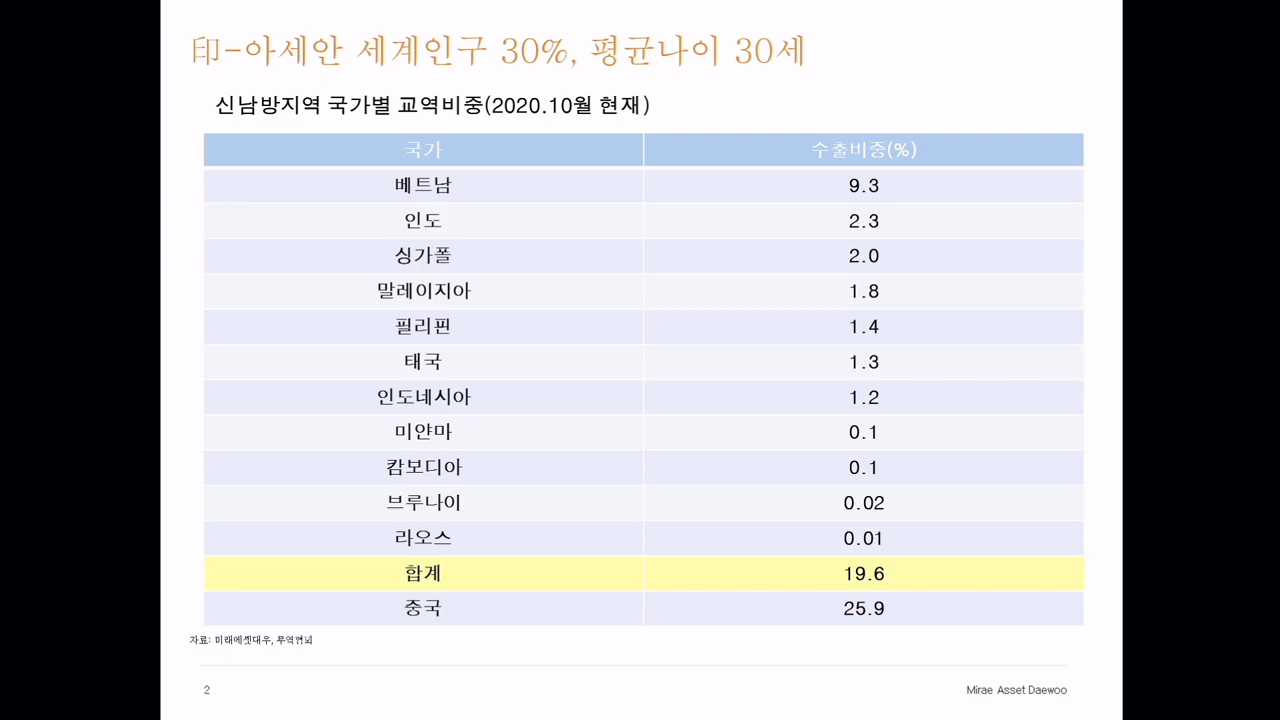 印-아세안 세계인구 30%, 평균나이 30세
신남방지역 국가별 교역비중(2020.10월 현재)
국가 수출비중(%)
베트남 9.3
인도 2.3
싱가폴 2.0
말레이지아 1.8
필리핀 1.4
태국 1.3
인도네시아 1.2
미얀마 0.1
캄보디아 0.1
브루나이 0.02
라오스 0.01
합계 19.6
중국 25.9
자료: 미래에셋대우, 무역협회
2 Mirae Asset Daewoo